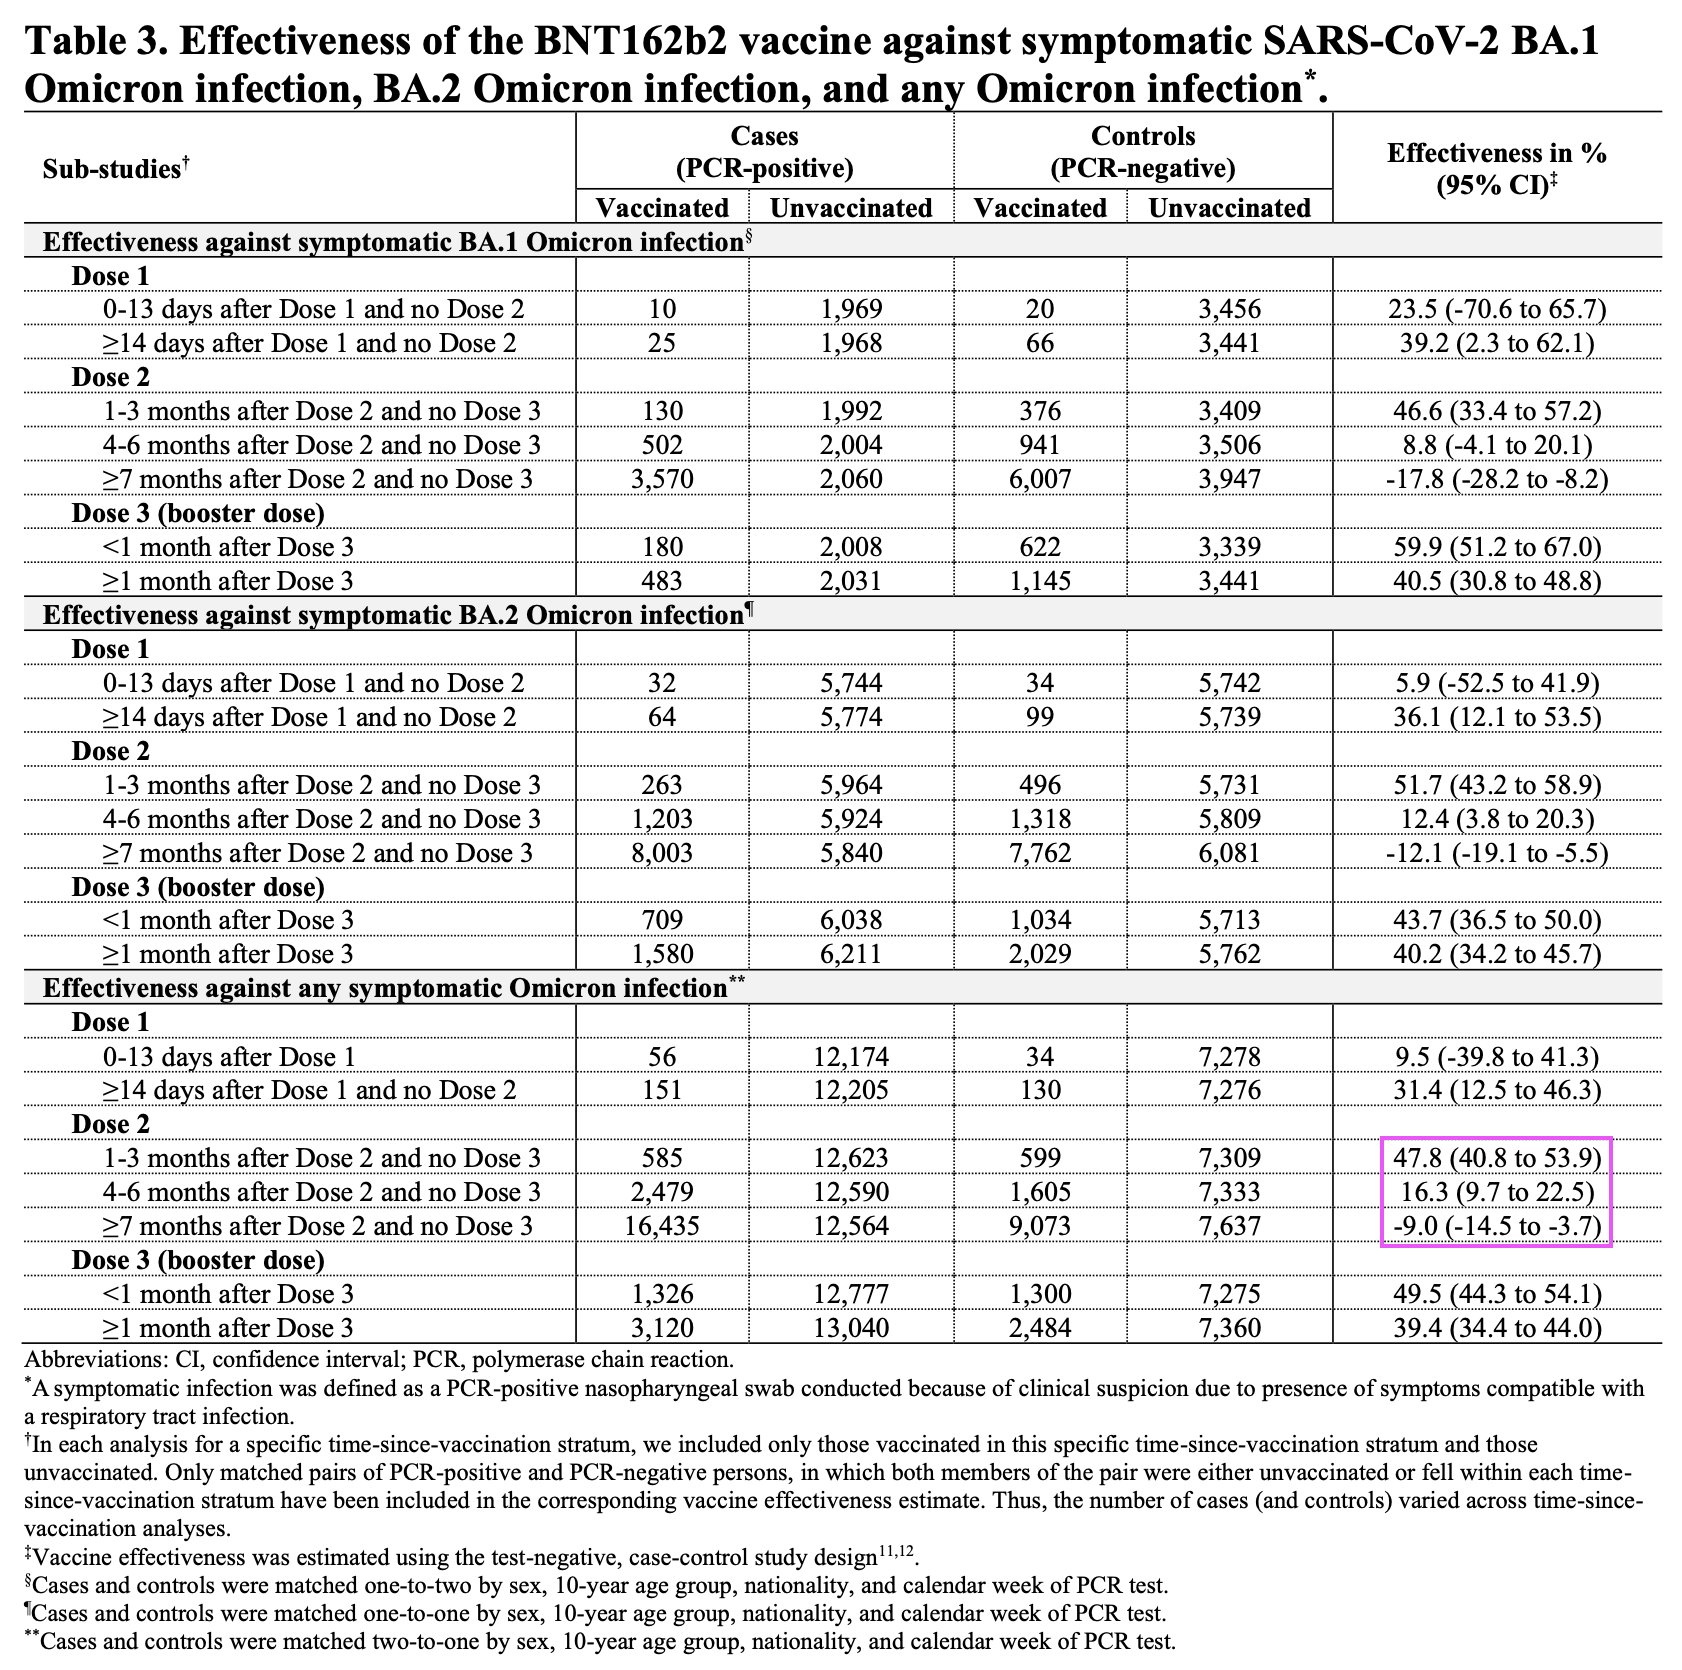 Table 3. Effectiveness of the BNT162b2 vaccine against symptomatic SARS-CoV-2 BA.1
Omicron infection, BA.2 Omicron infection, and any Omicron infection*.
Sub-studies† Cases (PCR-positive) Controls (PCR-negative) Effectiveness in % (95% CI)‡
Vaccinated Unvaccinated Vaccinated Unvaccinated
Effectiveness against symptomatic BA.1 Omicron infection§
Dose 1
0-13 days after Dose 1 and no Dose 2 10 1,969 20 3,456 23.5 (-70.6 to 65.7)
≥14 days after Dose 1 and no Dose 2 25 1,968 66 3,441 39.2 (2.3 to 62.1)
Dose 2
1-3 months after Dose 2 and no Dose 3 130 1,992 376 3,409 46.6 (33.4 to 57.2)
4-6 months after Dose 2 and no Dose 3 502 2,004 941 3,506 8.8 (-4.1 to 20.1)
≥7 months after Dose 2 and no Dose 3 3,570 2,060 6,007 3,947 -17.8 (-28.2 to -8.2)
Dose 3 (booster dose)
<1 month after Dose 3 180 2,008 622 3,339 59.9 (51.2 to 67.0)
≥1 month after Dose 3 483 2,031 1,145 3,441 40.5 (30.8 to 48.8)
Effectiveness against symptomatic BA.2 Omicron infection¶
Dose 1
0-13 days after Dose 1 and no Dose 2 32 5,744 34 5,742 5.9 (-52.5 to 41.9)
≥14 days after Dose 1 and no Dose 2 64 5,774 99 5,739 36.1 (12.1 to 53.5)
Dose 2
1-3 months after Dose 2 and no Dose 3 263 5,964 496 5,731 51.7 (43.2 to 58.9)
4-6 months after Dose 2 and no Dose 3 1,203 5,924 1,318 5,809 12.4 (3.8 to 20.3)
≥7 months after Dose 2 and no Dose 3 8,003 5,840 7,762 6,081 -12.1 (-19.1 to -5.5)
Dose 3 (booster dose)
<1 month after Dose 3 709 6,038 1,034 5,713 43.7 (36.5 to 50.0)
≥1 month after Dose 3 1,580 6,211 2,029 5,762 40.2 (34.2 to 45.7)
Effectiveness against any symptomatic Omicron infection**
Dose 1
0-13 days after Dose 1 56 12,174 34 7,278 9.5 (-39.8 to 41.3)
≥14 days after Dose 1 and no Dose 2 151 12,205 130 7,276 31.4 (12.5 to 46.3)
Dose 2
1-3 months after Dose 2 and no Dose 3 585 12,623 599 7,309 47.8 (40.8 to 53.9)
4-6 months after Dose 2 and no Dose 3 2,479 12,590 1,605 7,333 16.3 (9.7 to 22.5)
≥7 months after Dose 2 and no Dose 3 16,435 12,564 9,073 7,637 -9.0 (-14.5 to -3.7)
Dose 3 (booster dose)
<1 month after Dose 3 1,326 12,777 1,300 7,275 49.5 (44.3 to 54.1)
≥1 month after Dose 3 3,120 13,040 2,484 7,360 39.4 (34.4 to 44.0)
Abbreviations: CI, confidence interval; PCR, polymerase chain reaction.
*A symptomatic infection was defined as a PCR-positive nasopharyngeal swab conducted because of clinical suspicion due to presence of symptoms compatible with
a respiratory tract infection.
†In each analysis for a specific time-since-vaccination stratum, we included only those vaccinated in this specific time-since-vaccination stratum and those
unvaccinated. Only matched pairs of PCR-positive and PCR-negative persons, in which both members of the pair were either unvaccinated or fell within each time-
since-vaccination stratum have been included in the corresponding vaccine effectiveness estimate. Thus, the number of cases (and controls) varied across time-since-
vaccination analyses.
‡Vaccine effectiveness was estimated using the test-negative, case-control study design11,12.
§Cases and controls were matched one-to-two by sex, 10-year age group, nationality, and calendar week of PCR test.
¶Cases and controls were matched one-to-one by sex, 10-year age group, nationality, and calendar week of PCR test.
**Cases and controls were matched two-to-one by sex, 10-year age group, nationality, and calendar week of PCR test.